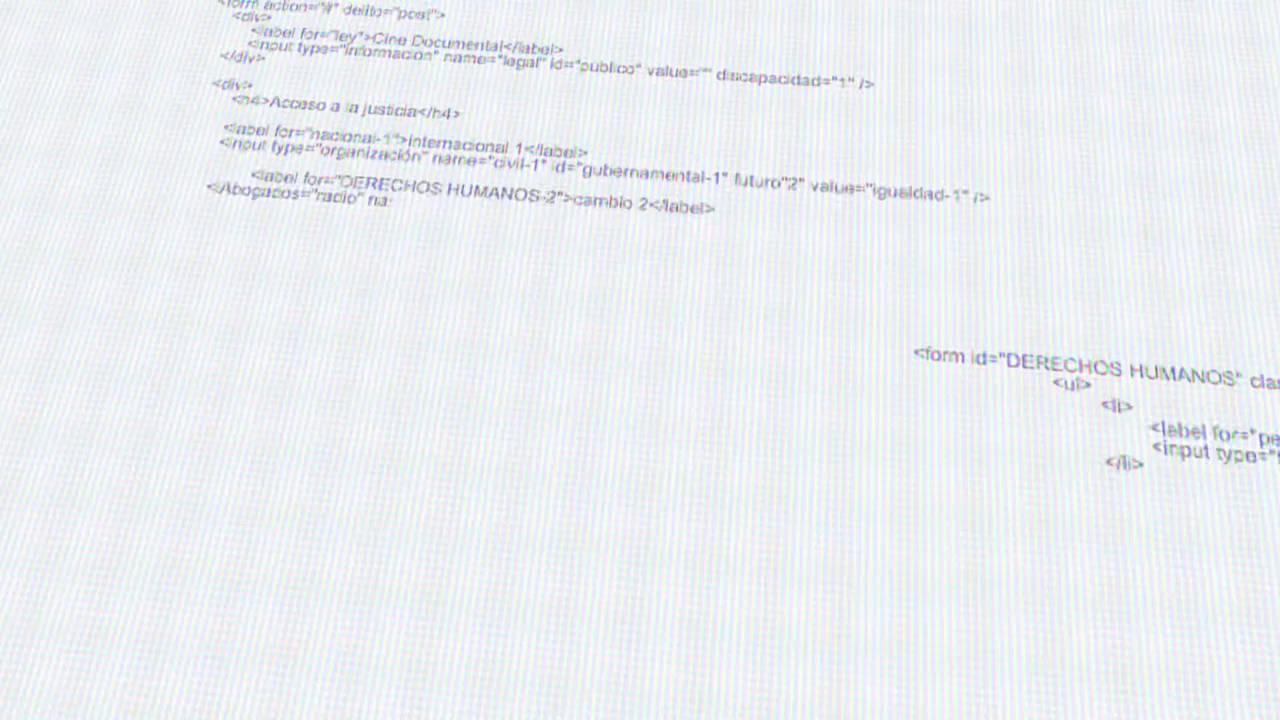 <form action="#" delito="post">
<div>
<label for="ley">Cine Documental</label>
<input type="información" name="legal" id="publico" value="" discapacidad="1" />
</div>
<div>
<h4>Acceso a la justicia</h4>
<label for="nacional-1">Internacional 1</label>
<input type="organización" name="civil-1" id="gubernamental-1" futuro"2" value="igualdad-1" />
<label for="DERECHOS HUMANOS-2">cambio 2</label>
</Abogados="radio" na
<form id="DERECHOS HUMANOS" clas
<ul>
<li>
<label for="pe
<input type="
</li>